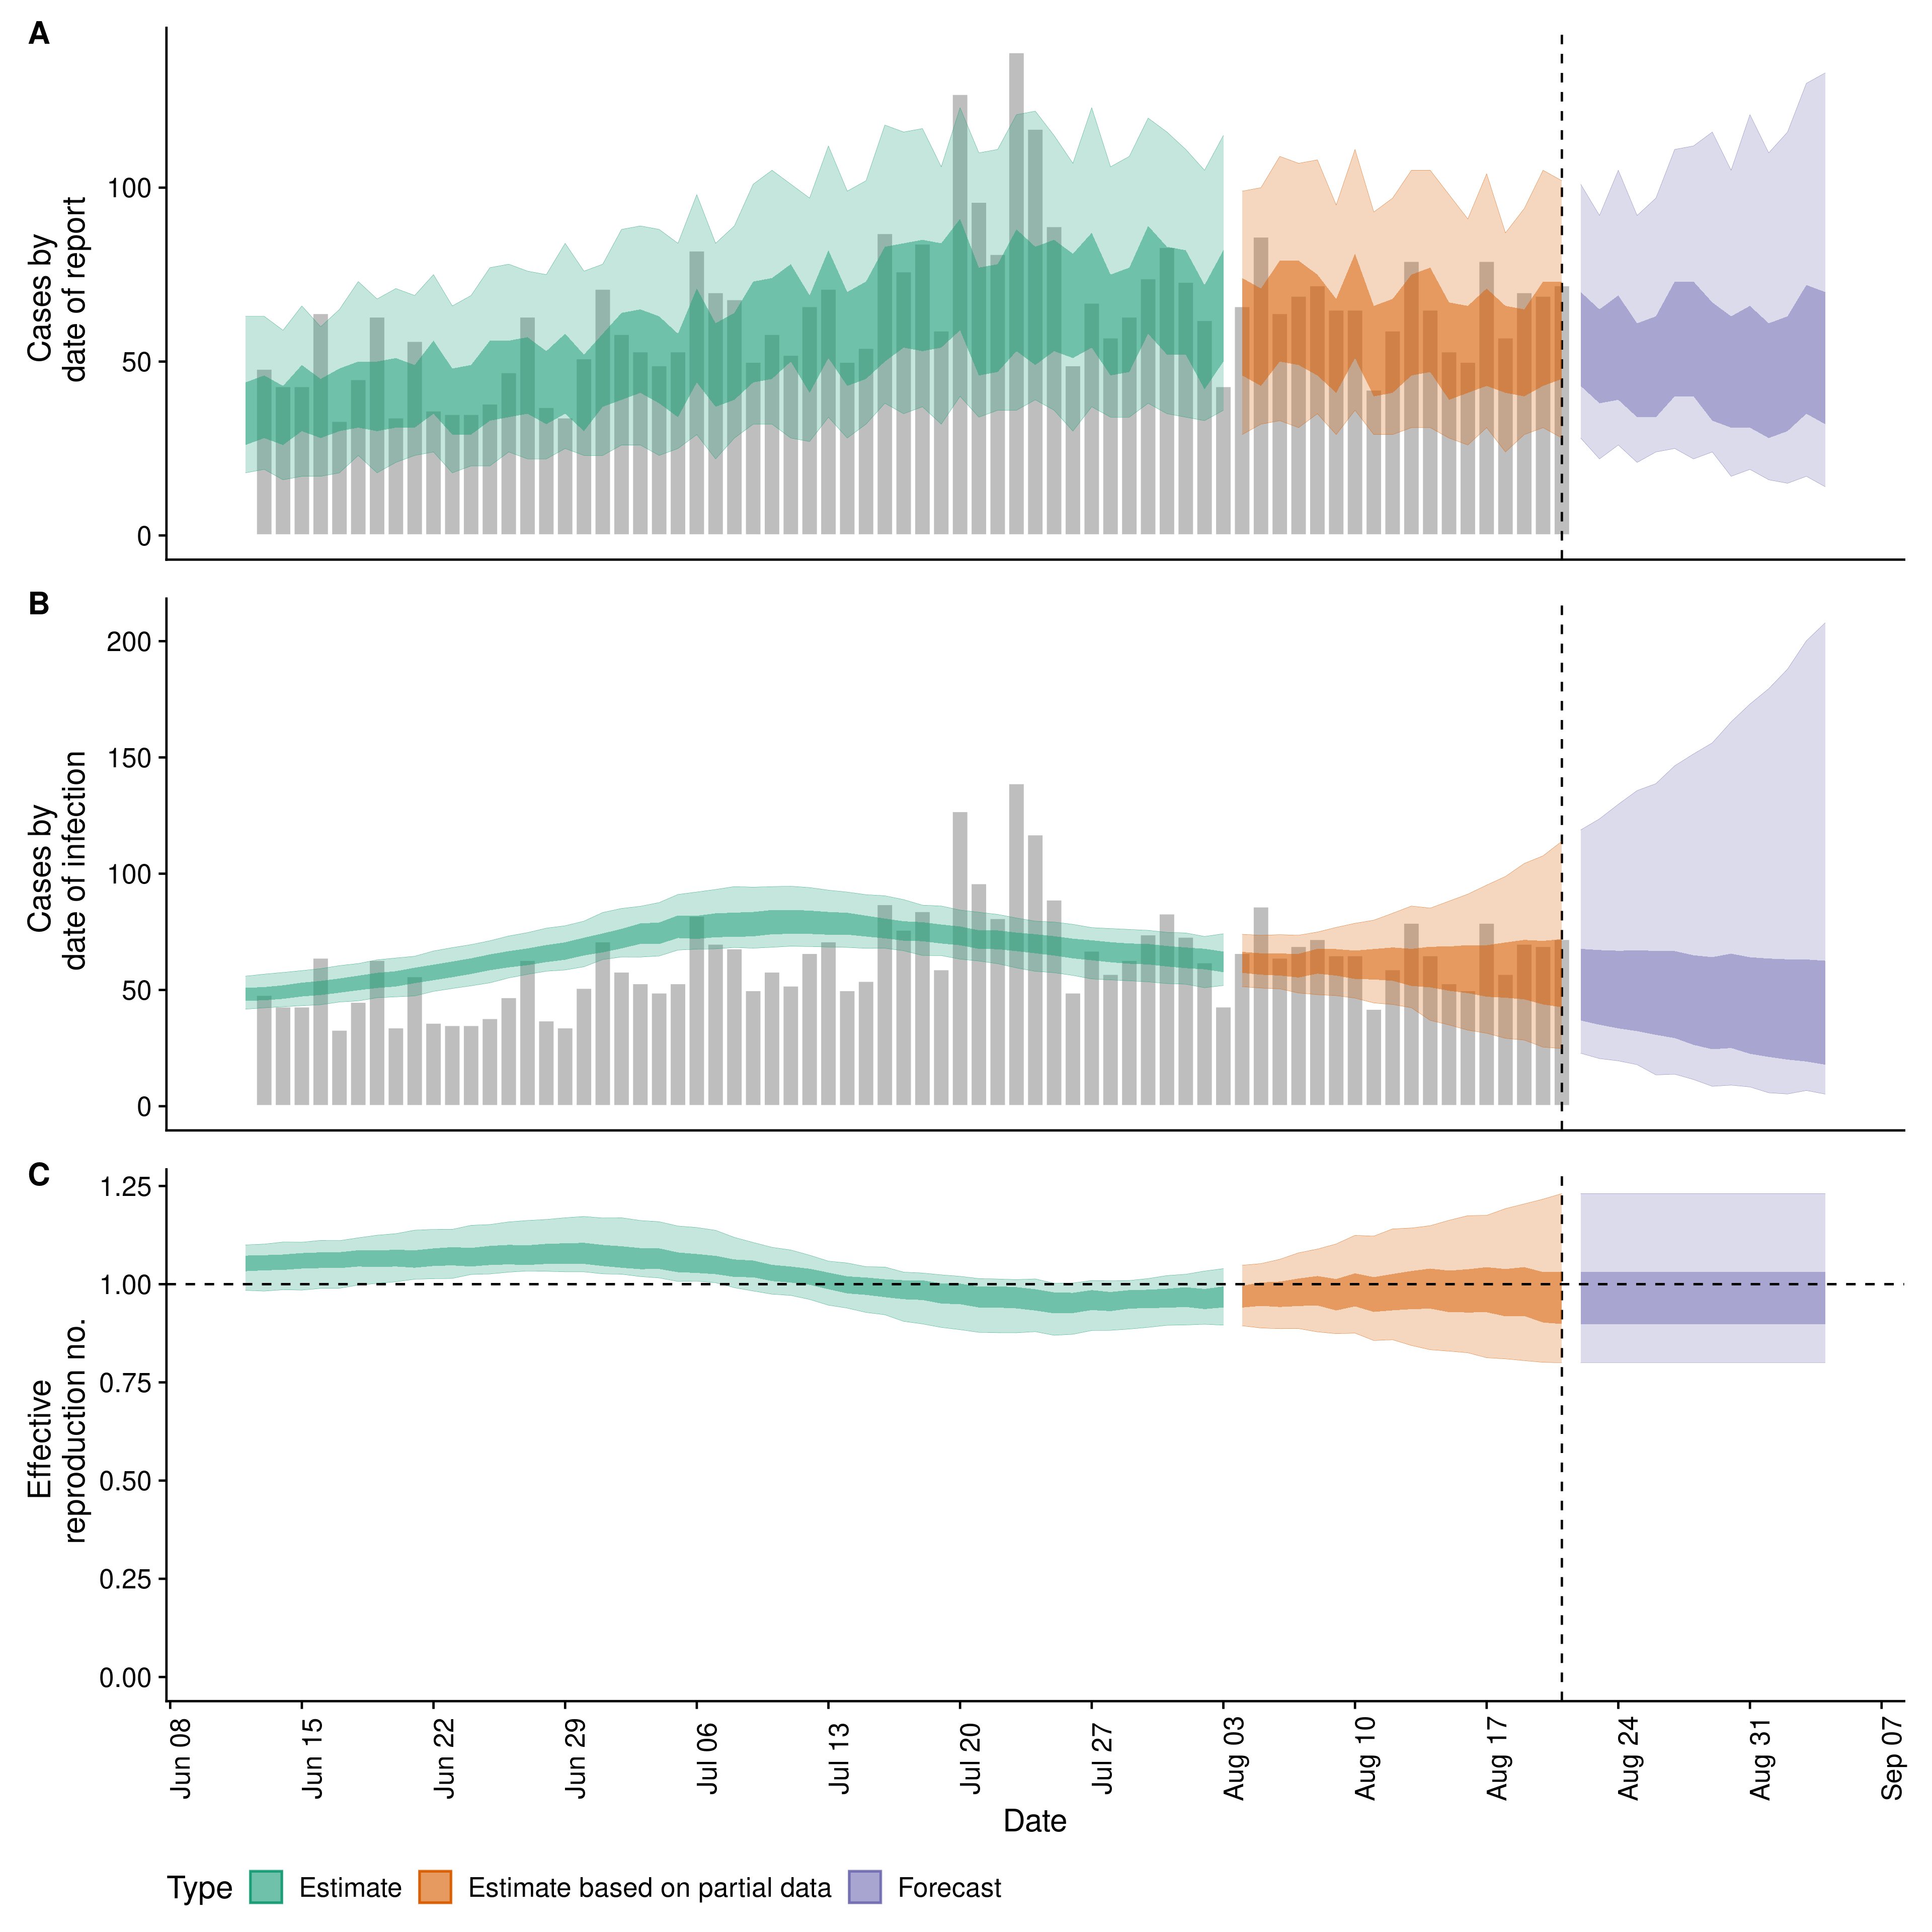 A
Cases by
date of report
100
50
0
B
Cases by
date of infection
200
150
100
50
0
C
Effective
reproduction no.
1.25
1.00
0.75
0.50
0.25
0.00
Jun 08
Jun 15
Jun 22
Jun 29
Jul 06
Jul 13
Jul 20
Jul 27
Aug 03
Aug 10
Aug 17
Aug 24
Aug 31
Sep 07
Date
Type Estimate Estimate based on partial data Forecast